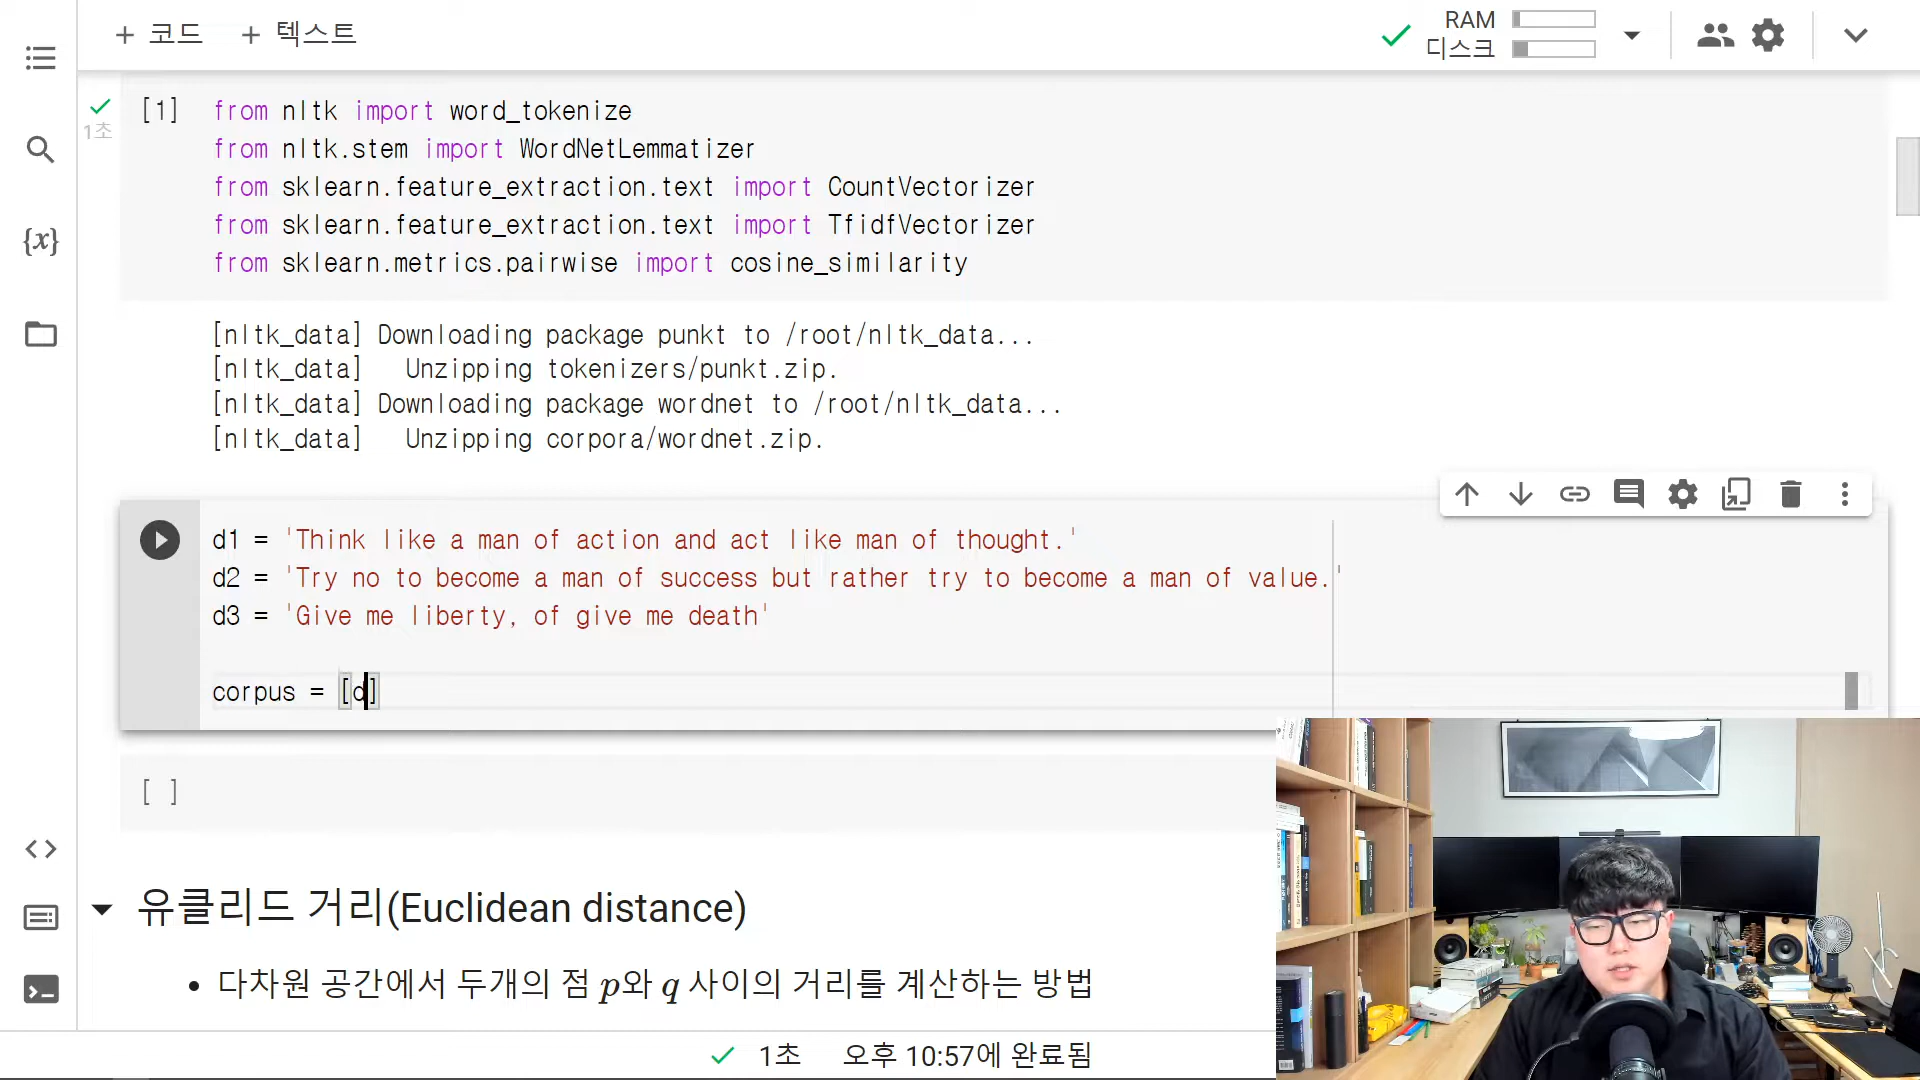 + 코드 + 텍스트
RAM
디스크
[1]
1초
from nltk import word_tokenize
from nltk.stem import WordNetLemmatizer
from sklearn.feature_extraction.text import CountVectorizer
from sklearn.feature_extraction.text import TfidfVectorizer
from sklearn.metrics.pairwise import cosine_similarity
[nltk_data] Downloading package punkt to /root/nltk_data...
[nltk_data]   Unzipping tokenizers/punkt.zip.
[nltk_data] Downloading package wordnet to /root/nltk_data...
[nltk_data]   Unzipping corpora/wordnet.zip.
d1 = 'Think like a man of action and act like man of thought.'
d2 = 'Try no to become a man of success but rather try to become a man of value.'
d3 = 'Give me liberty, of give me death'
corpus = [d]
[ ]
유클리드 거리(Euclidean distance)
• 다차원 공간에서 두개의 점 p와 q 사이의 거리를 계산하는 방법
1초 오후 10:57에 완료됨